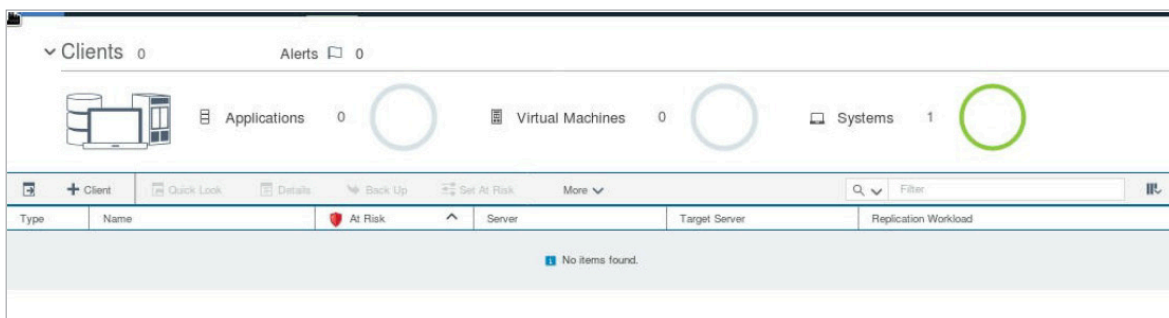 Clients 0 Alerts 0
Applications 0 Virtual Machines 0 Systems 1
Client Quick Look Details Back Up Set At Risk More Filter
Type Name At Risk Server Target Server Replication Workload
No items found.